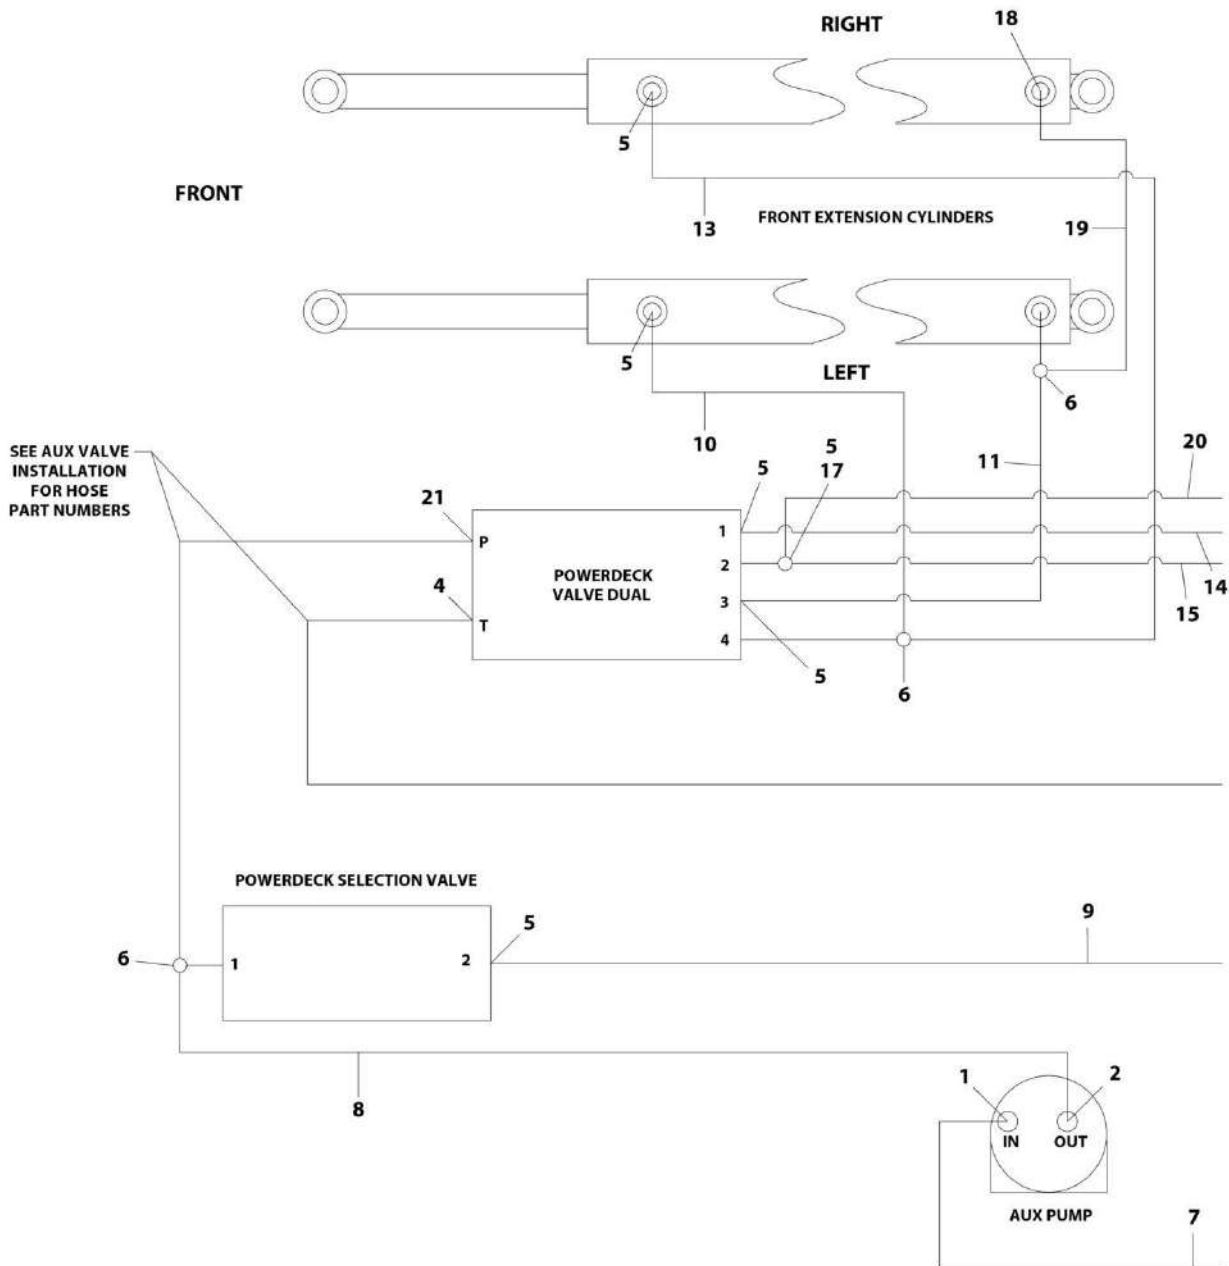 RIGHT
18
5
FRONT
13
FRONT EXTENSION CYLINDERS
19
5
LEFT
6
10
SEE AUX VALVE
INSTALLATION
FOR HOSE
PART NUMBERS
5
17
5
11
20
21
P
1
2
POWERDECK
VALVE DUAL
4
T
3
4
14
15
5
6
POWERDECK SELECTION VALVE
5
9
6
1
2
8
1
2
IN
OUT
AUX PUMP
7